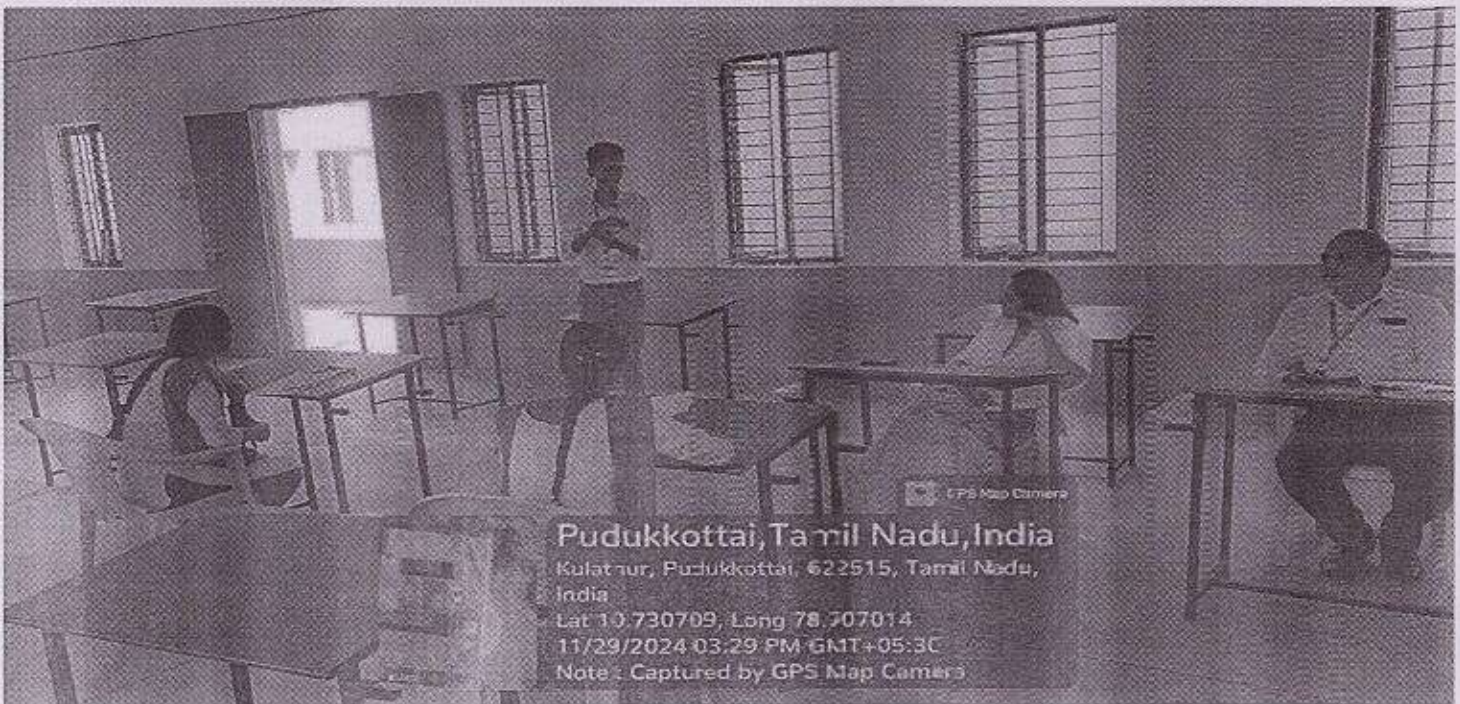 GPS Map Camera
Pudukkottai, Tamil Nadu, India
Kulathur, Pudukkottai, 622515, Tamil Nadu,
India
Lat 10.730709, Long 78.707014
11/29/2024 03:29 PM GMT+05:30
Note : Captured by GPS Map Camera